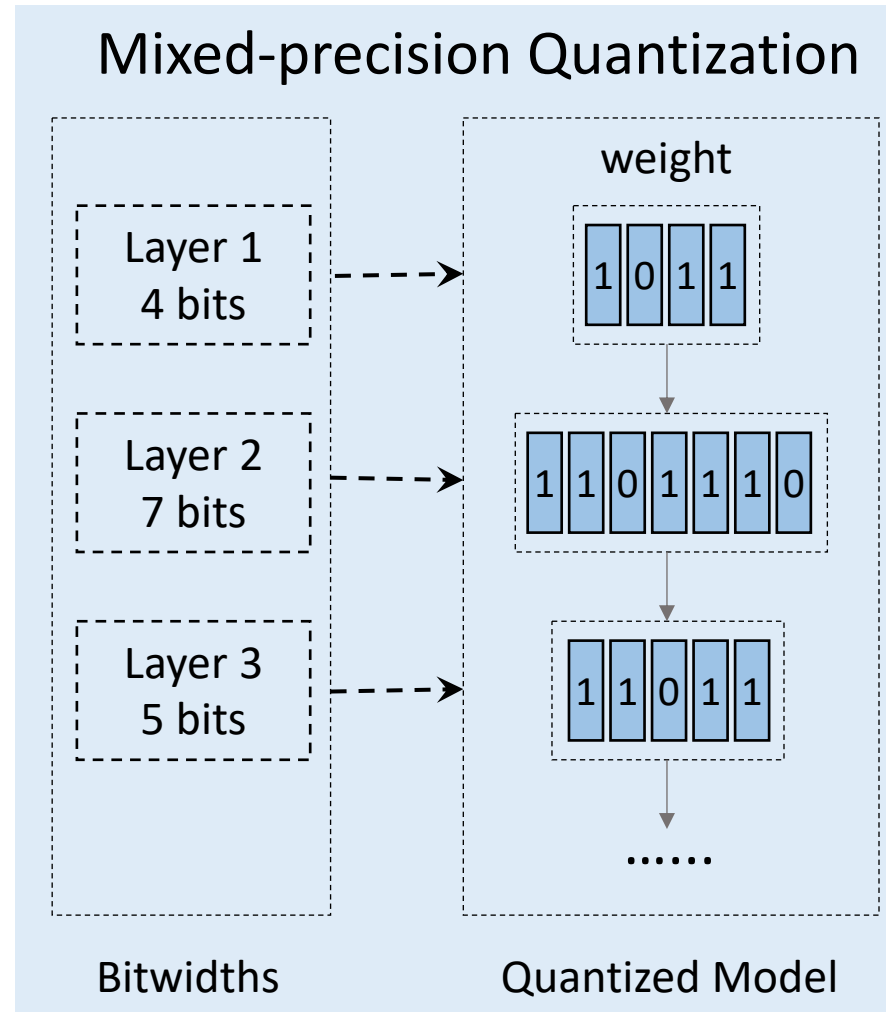 Mixed-precision Quantization
Layer 1
4 bits
Layer 2
7 bits
Layer 3
5 bits
Bitwidths
weight
1 0 1 1
1 1 0 1 1 1 0
1 1 0 1 1
......
Quantized Model